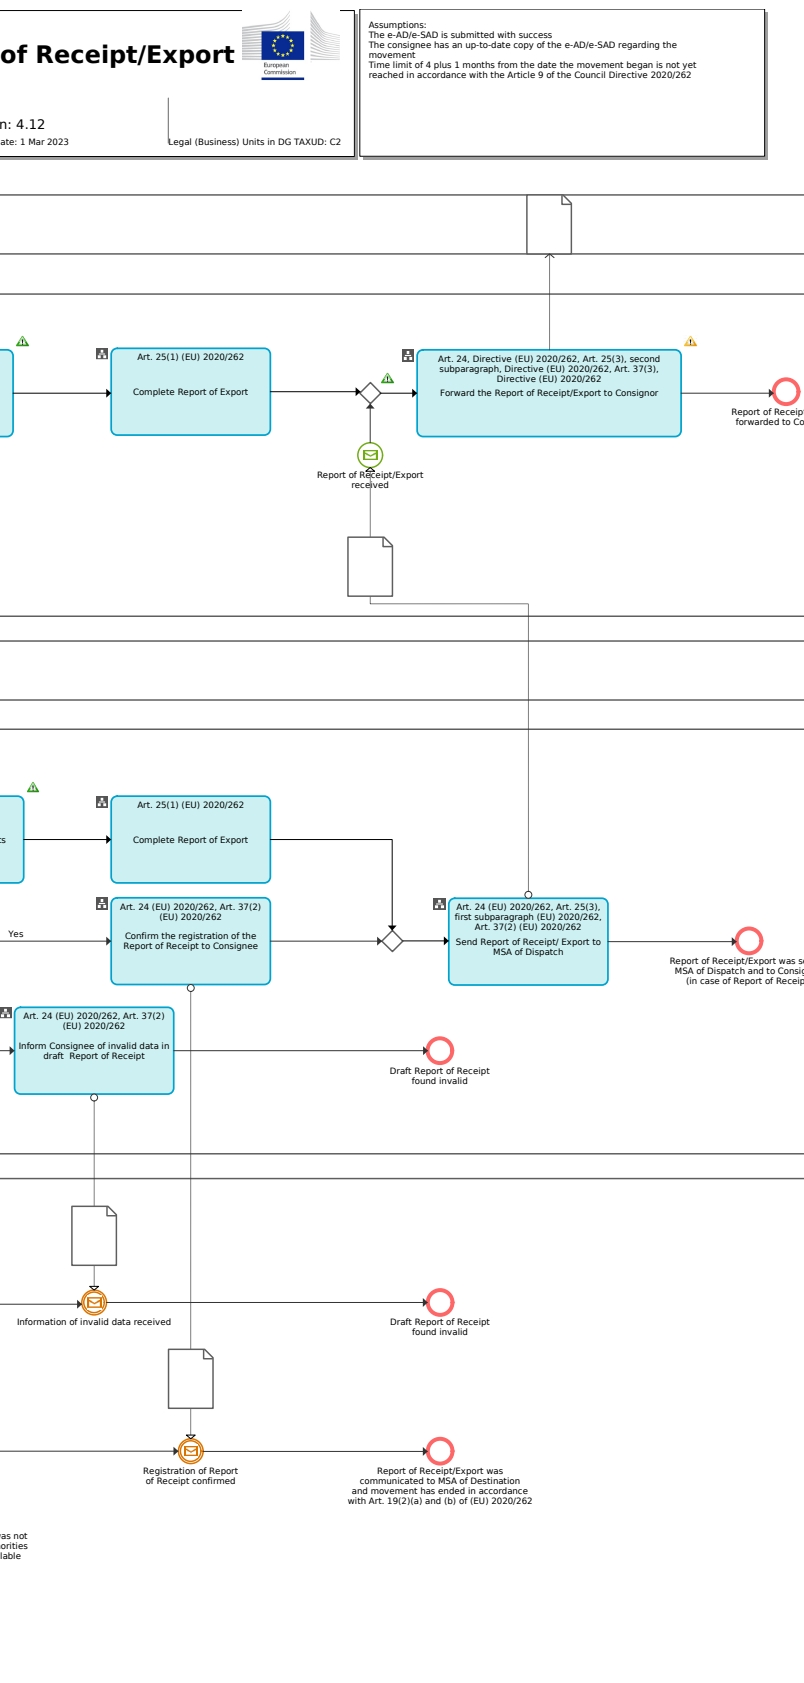 of Receipt/Export
European
Commission
n: 4.12
ate: 1 Mar 2023
Legal (Business) Units in DG TAXUD: C2
Assumptions:
The e-AD/e-SAD is submitted with success
The consignee has an up-to-date copy of the e-AD/e-SAD regarding the
movement
Time limit of 4 plus 1 months from the date the movement began is not yet
reached in accordance with the Article 9 of the Council Directive 2020/262
Art. 25(1) (EU) 2020/262
Complete Report of Export
Art. 24, Directive (EU) 2020/262, Art. 25(3), second
subparagraph, Directive (EU) 2020/262, Art. 37(3),
Directive (EU) 2020/262
Forward the Report of Receipt/Export to Consignor
Report of Receip
forwarded to Co
Report of Receipt/Export
received
ts
Art. 25(1) (EU) 2020/262
Complete Report of Export
Yes
Art. 24 (EU) 2020/262, Art. 37(2)
(EU) 2020/262
Confirm the registration of the
Report of Receipt to Consignee
Art. 24 (EU) 2020/262, Art. 25(3),
first subparagraph (EU) 2020/262,
Art. 37(2) (EU) 2020/262
Send Report of Receipt/ Export to
MSA of Dispatch
Report of Receipt/Export was se
MSA of Dispatch and to Consig
(in case of Report of Receip
Art. 24 (EU) 2020/262, Art. 37(2)
(EU) 2020/262
Inform Consignee of invalid data in
draft Report of Receipt
Draft Report of Receipt
found invalid
Information of invalid data received
Draft Report of Receipt
found invalid
Registration of Report
of Receipt confirmed
Report of Receipt/Export was
communicated to MSA of Destination
and movement has ended in accordance
with Art. 19(2)(a) and (b) of (EU) 2020/262
as not
orities
lable